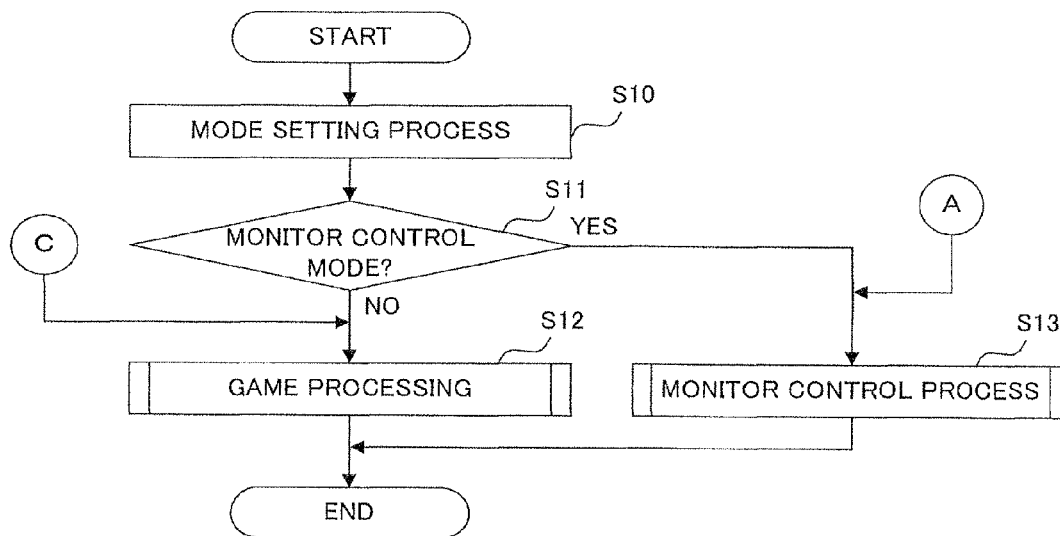 START
S10
MODE SETTING PROCESS
S11
A
YES
C
MONITOR CONTROL
MODE?
NO
S12
S13
GAME PROCESSING
MONITOR CONTROL PROCESS
END